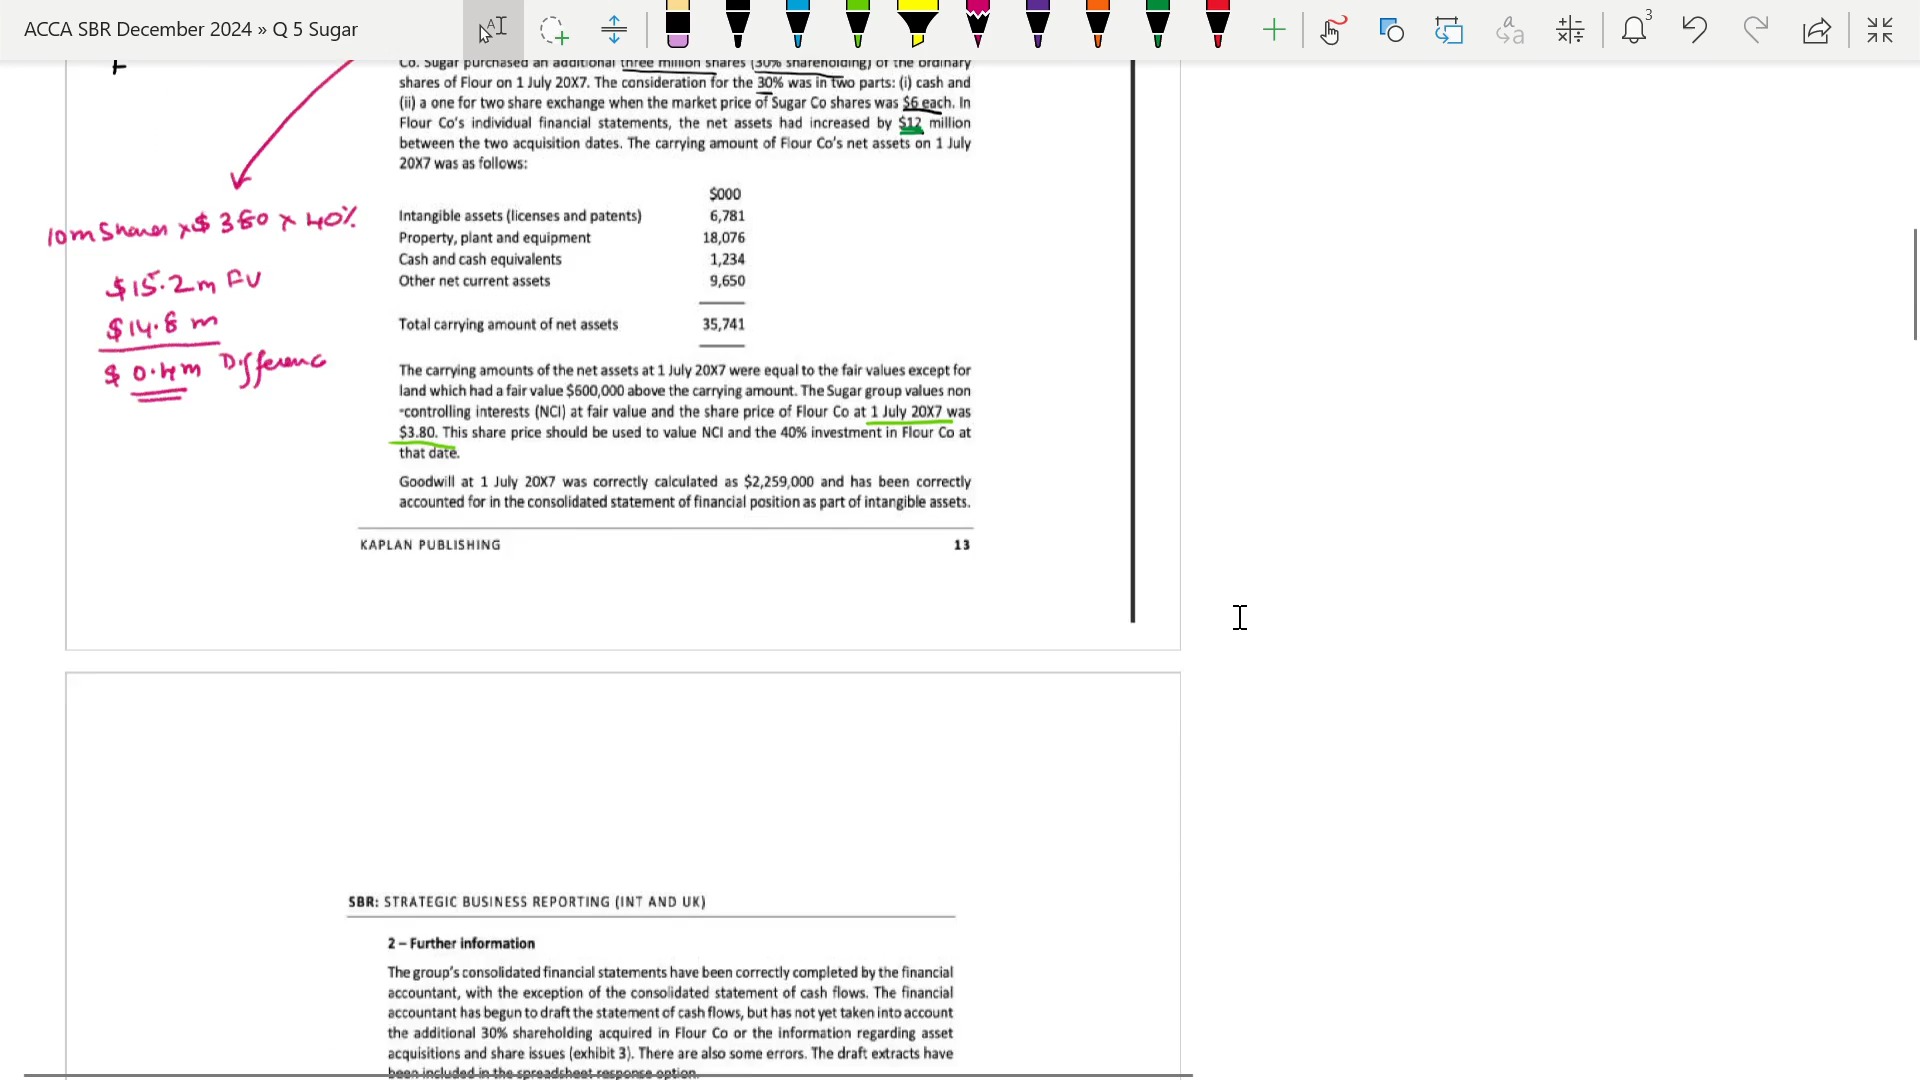 ACCA SBR December 2024 » Q 5 Sugar
3
Co. Sugar purchased an additional three million shares (30% shareholding) of the ordinary
shares of Flour on 1 July 20X7. The consideration for the 30% was in two parts: (i) cash and
(ii) a one for two share exchange when the market price of Sugar Co shares was $6 each. In
Flour Co's individual financial statements, the net assets had increased by $12 million
between the two acquisition dates. The carrying amount of Flour Co's net assets on 1 July
20X7 was as follows:
$000
Intangible assets (licenses and patents) 6,781
Property, plant and equipment 18,076
Cash and cash equivalents 1,234
Other net current assets 9,650
Total carrying amount of net assets 35,741
10m Shares x $ 380 x 40%
$15.2m FV
$14.8 m
$ 0.4m Differenc
The carrying amounts of the net assets at 1 July 20X7 were equal to the fair values except for
land which had a fair value $600,000 above the carrying amount. The Sugar group values non
-controlling interests (NCI) at fair value and the share price of Flour Co at 1 July 20X7 was
$3.80. This share price should be used to value NCI and the 40% investment in Flour Co at
that date.
Goodwill at 1 July 20X7 was correctly calculated as $2,259,000 and has been correctly
accounted for in the consolidated statement of financial position as part of intangible assets.
KAPLAN PUBLISHING 13
SBR: STRATEGIC BUSINESS REPORTING (INT AND UK)
2 – Further information
The group's consolidated financial statements have been correctly completed by the financial
accountant, with the exception of the consolidated statement of cash flows. The financial
accountant has begun to draft the statement of cash flows, but has not yet taken into account
the additional 30% shareholding acquired in Flour Co or the information regarding asset
acquisitions and share issues (exhibit 3). There are also some errors. The draft extracts have
been included in the spreadsheet response option.